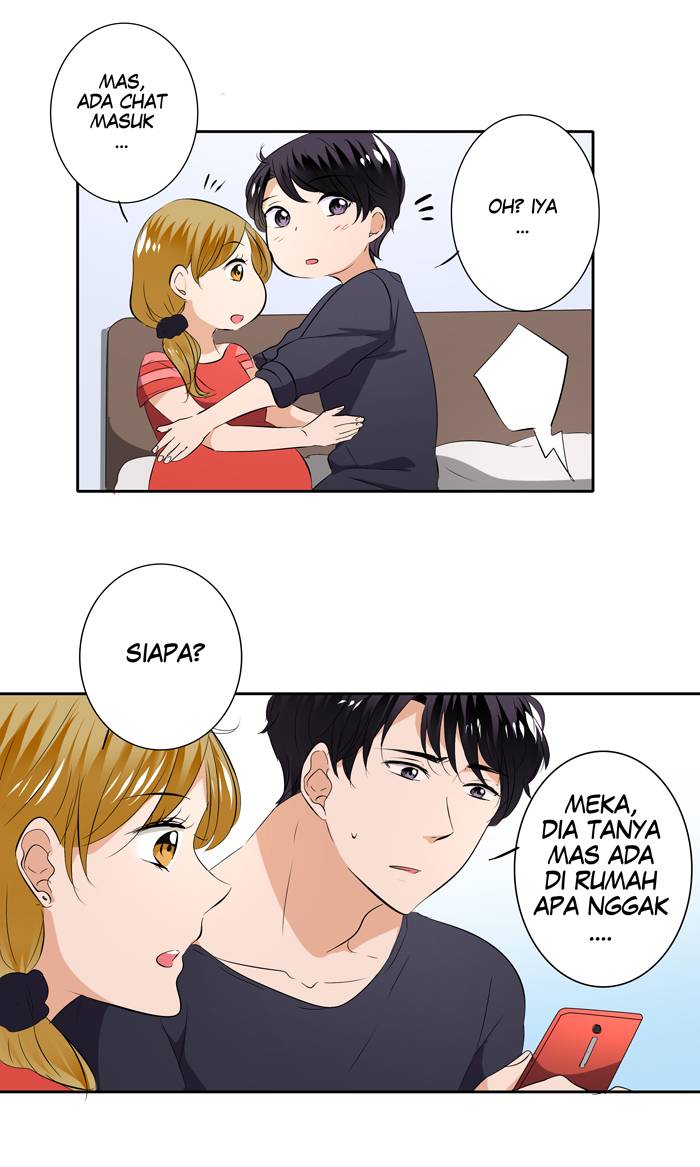 MAS,
ADA CHAT
MASUK
...
OH? IYA
...
SIAPA?
MEKA,
DIA TANYA
MAS ADA
DI RUMAH
APA NGGAK
....